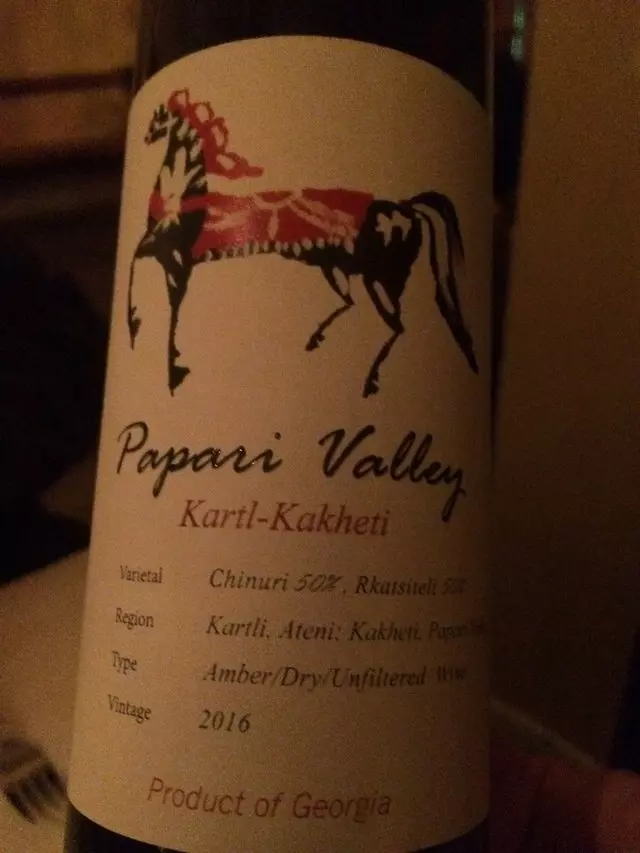 Papari Valley
Kartl-Kakheti
Varietal Chinuri 50%, Rkatsiteli 50%
Region Kartli, Ateni; Kakheti, Papari
Type Amber/Dry/Unfiltered Wine
Vintage 2016
Product of Georgia